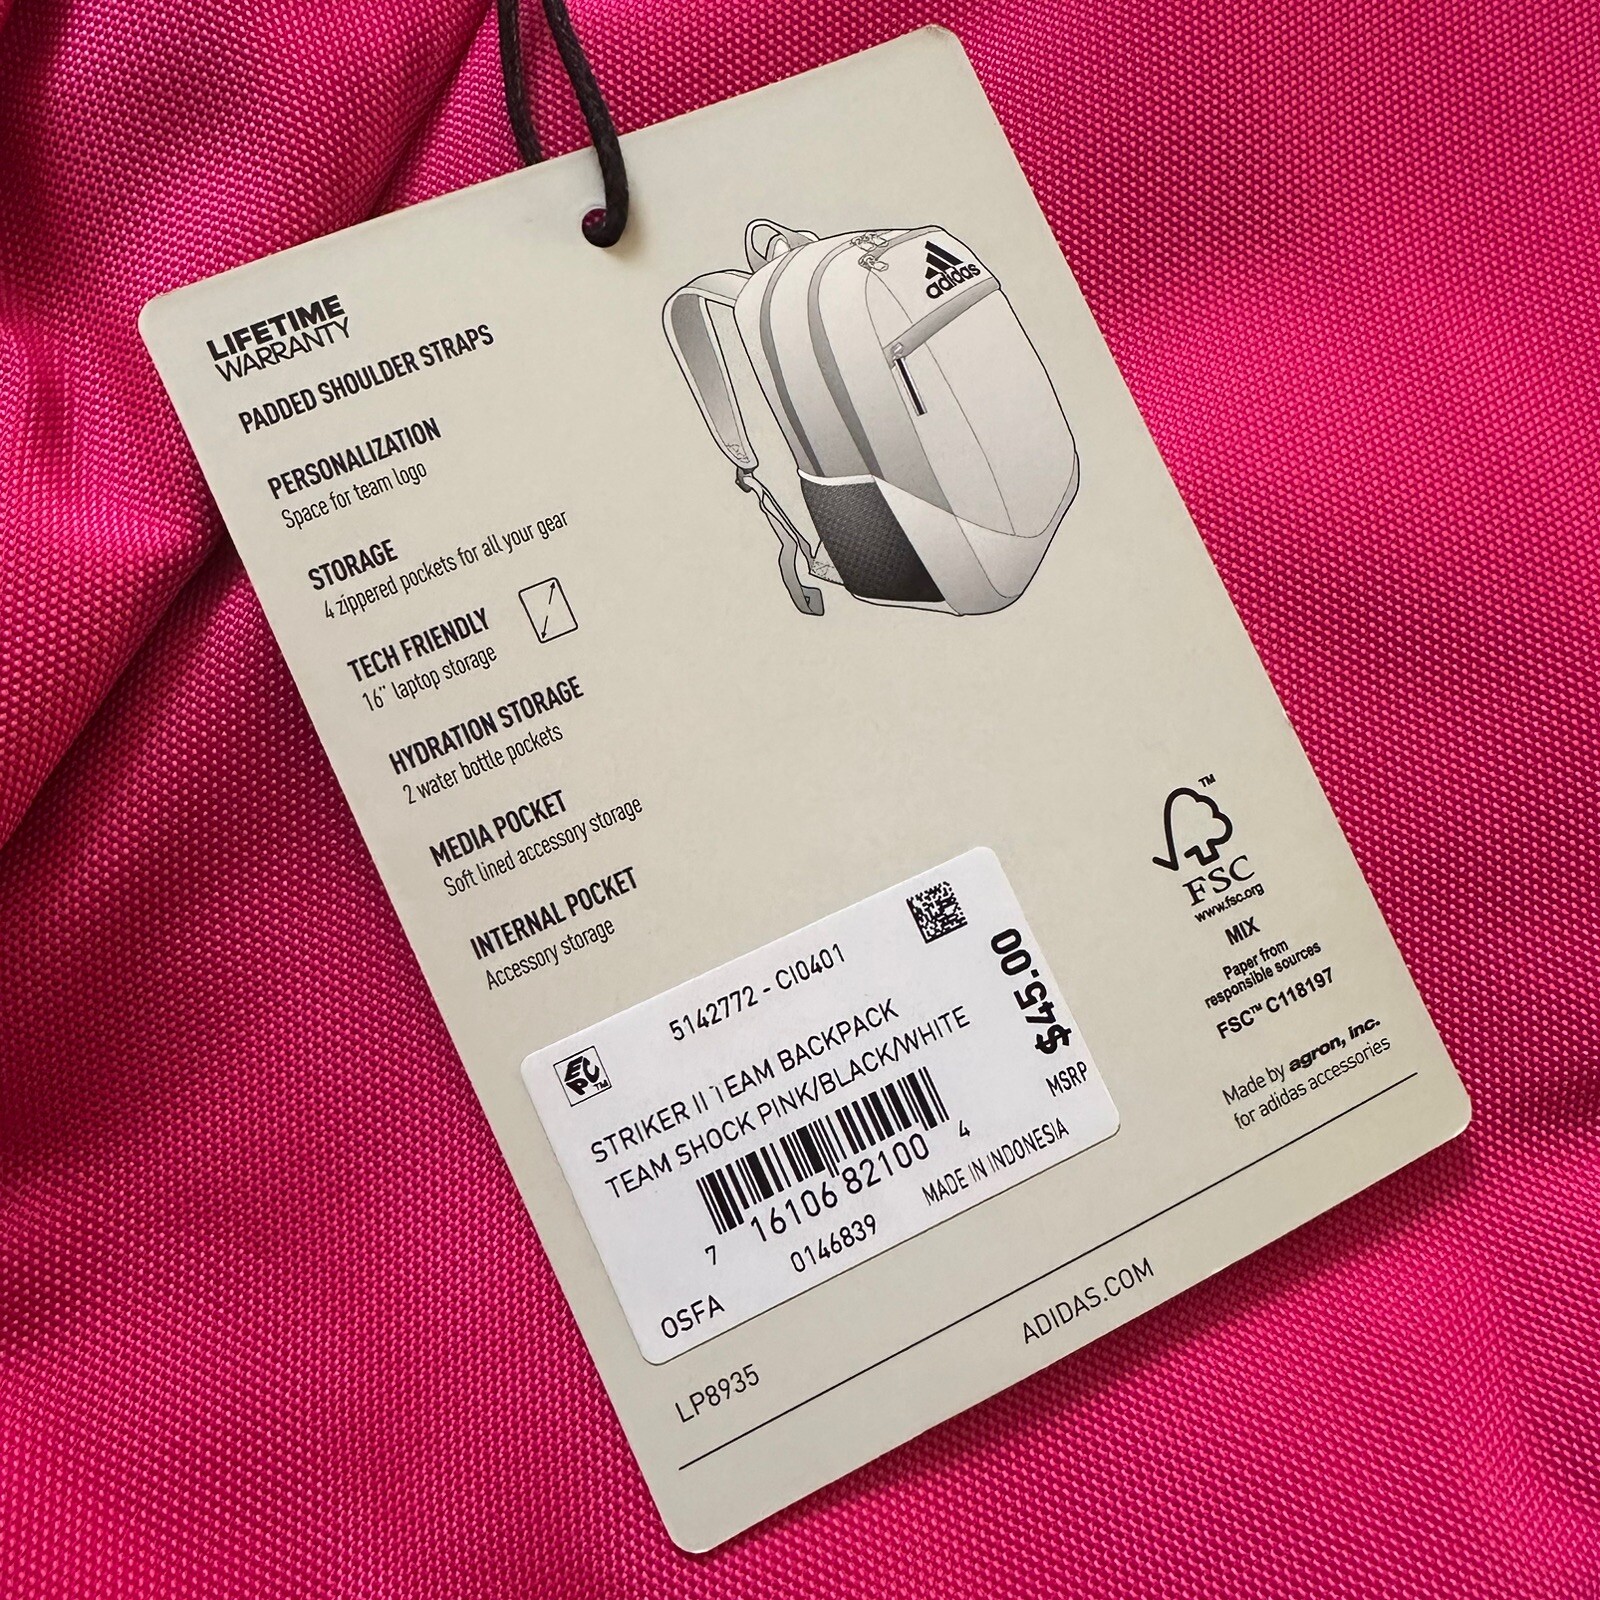 LIFETIME
WARRANTY
PADDED SHOULDER STRAPS
PERSONALIZATION
Space for team logo
STORAGE
4 zippered pockets for all your gear
TECH FRIENDLY
16" laptop storage
HYDRATION STORAGE
2 water bottle pockets
MEDIA POCKET
Soft lined accessory storage
INTERNAL POCKET
Accessory storage
adidas
5142772 - CI0401
EPC™
STRIKER II TEAM BACKPACK
TEAM SHOCK PINK/BLACK/WHITE
7 16106 82100 4
0146839
MADE IN INDONESIA
OSFA
$45.00
MSRP
™
FSC
www.fsc.org
MIX
Paper from
responsible sources
FSC™ C118197
Made by agron, inc.
for adidas accessories
LP8935
ADIDAS.COM